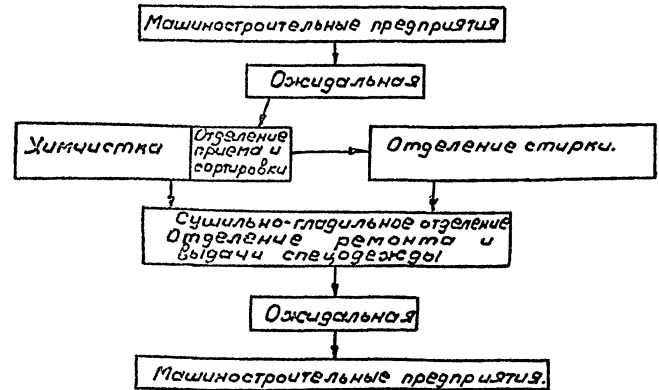 Машиностроительные предприятия
Ожидальная
Химчистка
Отделение
приема и
сортировки
Отделение стирки.
Сушильно-гладильное отделение
Отделение ремонта и
выдачи спецодежды
Ожидальная
Машиностроительные предприятия.